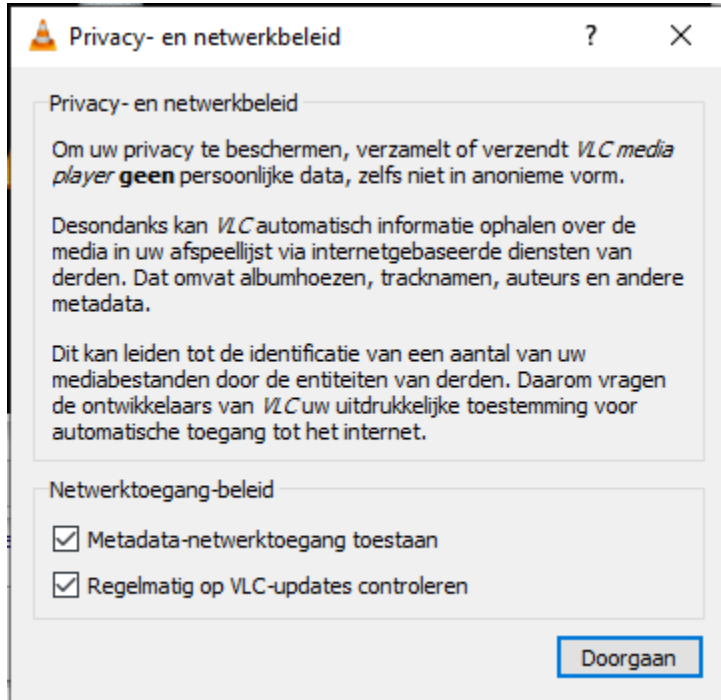 Privacy- en netwerkbeleid
?
Privacy- en netwerkbeleid
Om uw privacy te beschermen, verzamelt of verzendt VLC media
player geen persoonlijke data, zelfs niet in anonieme vorm.
Desondanks kan VLC automatisch informatie ophalen over de
media in uw afspeellijst via internetgebaseerde diensten van
derden. Dat omvat albumhoezen, tracknamen, auteurs en andere
metadata.
Dit kan leiden tot de identificatie van een aantal van uw
mediabestanden door de entiteiten van derden. Daarom vragen
de ontwikkelaars van VLC uw uitdrukkelijke toestemming voor
automatische toegang tot het internet.
Netwerktoegang-beleid
Metadata-netwerktoegang toestaan
Regelmatig op VLC-updates controleren
Doorgaan